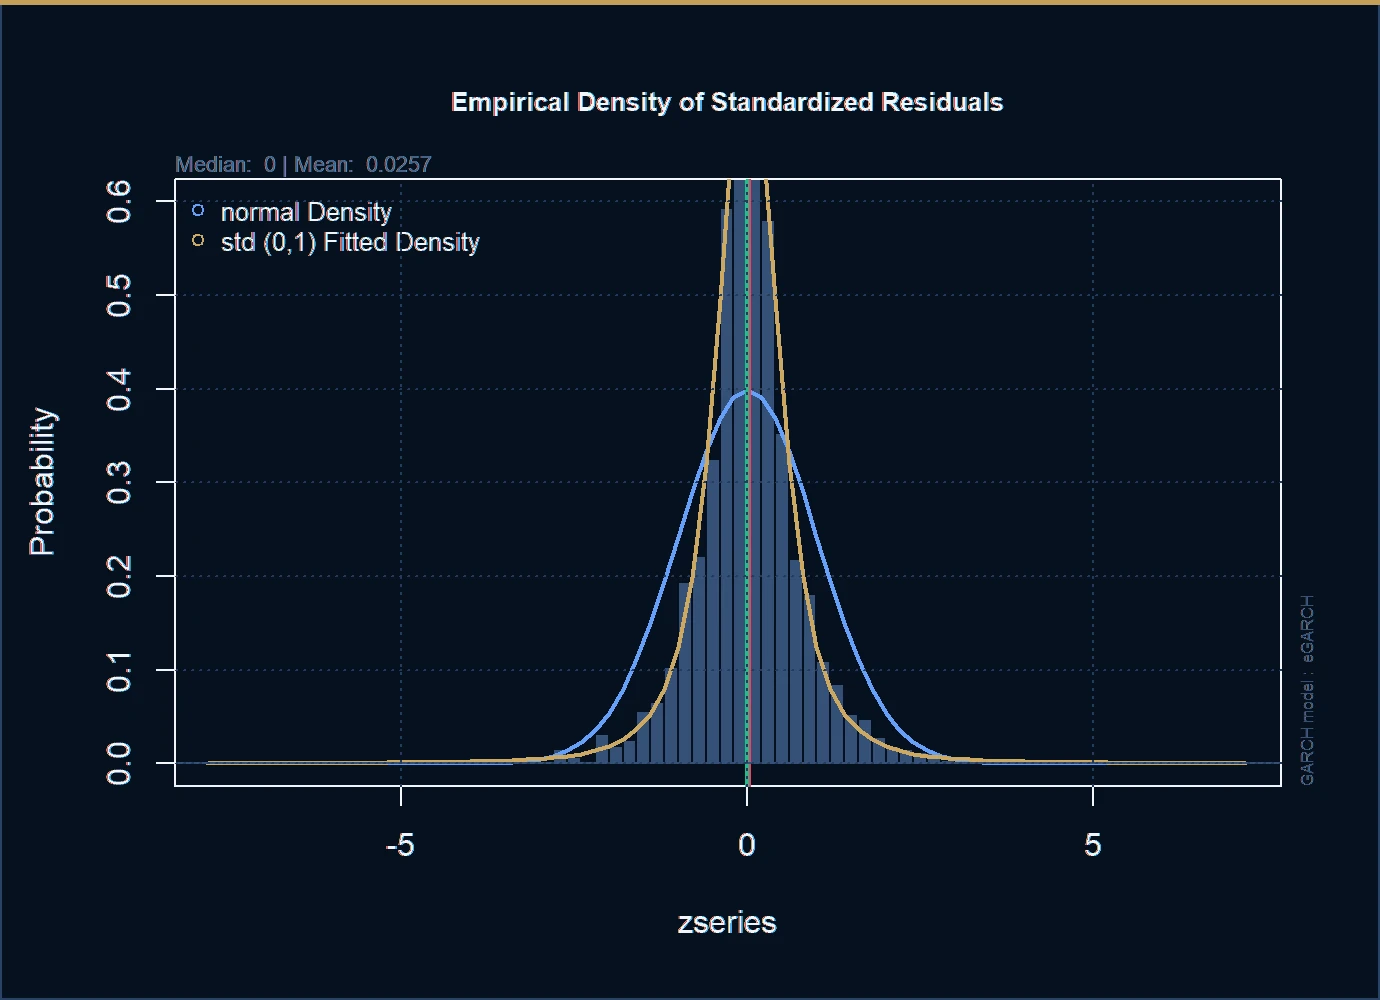 Empirical Density of Standardized Residuals
Median:  0 | Mean:  0.0257
normal Density
std (0,1) Fitted Density
0.6
0.5
0.4
0.3
0.2
0.1
0.0
Probability
-5
0
5
zseries
GARCH model :  eGARCH